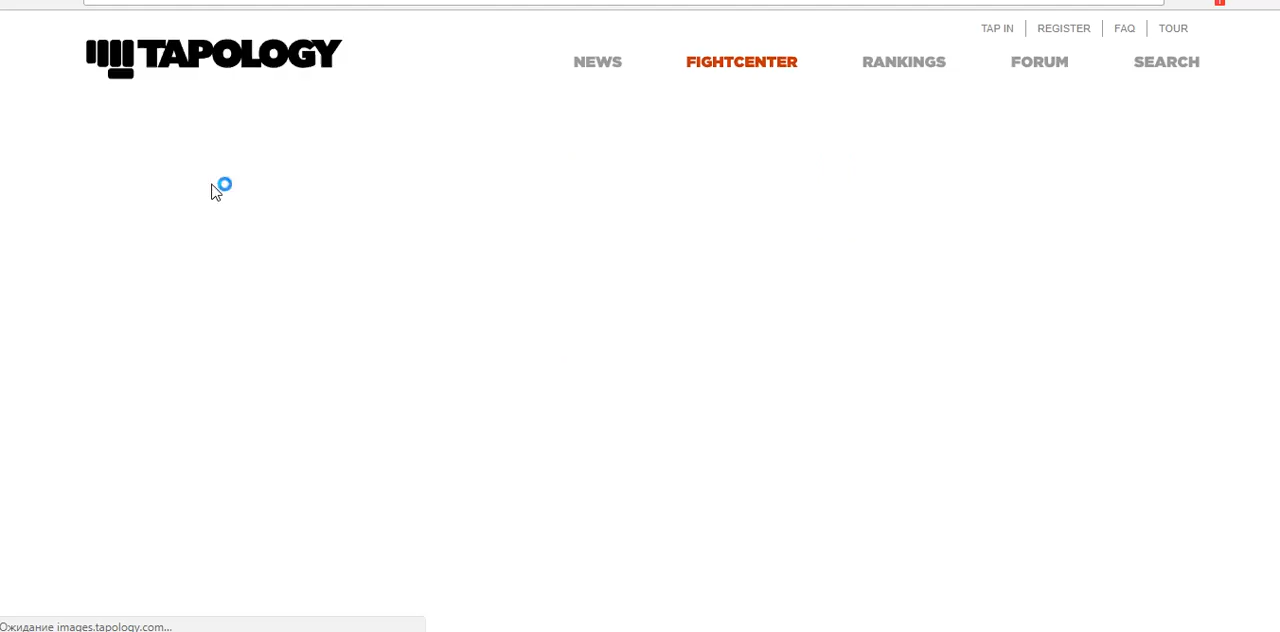 TAP IN REGISTER FAQ TOUR
TAPOLOGY
NEWS FIGHTCENTER RANKINGS FORUM SEARCH
Ожидание images.tapology.com...